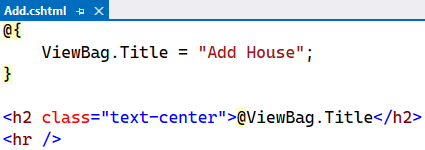 Add.cshtml
@{
    ViewBag.Title = "Add House";
}

<h2 class="text-center">@ViewBag.Title</h2>
<hr />